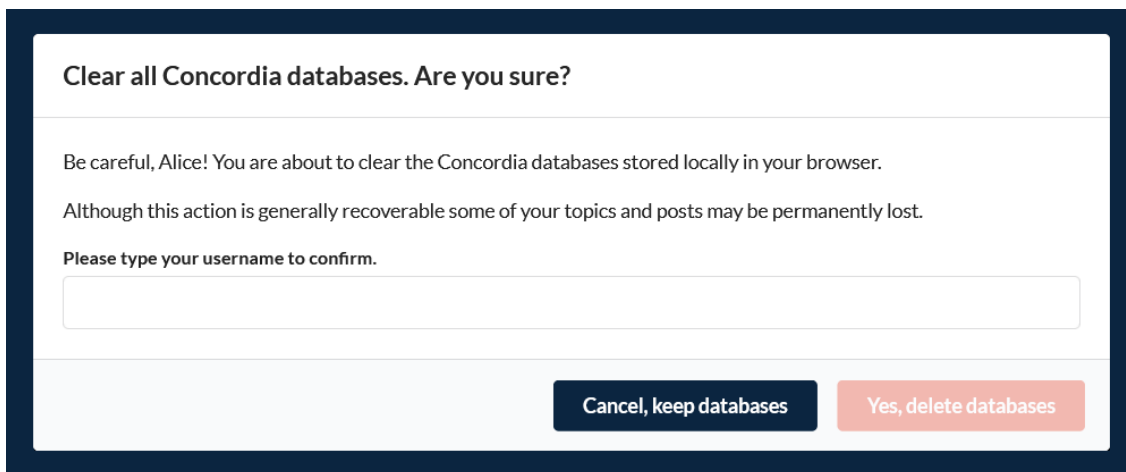 Clear all Concordia databases. Are you sure?
Be careful, Alice! You are about to clear the Concordia databases stored locally in your browser.
Although this action is generally recoverable some of your topics and posts may be permanently lost.
Please type your username to confirm.
Cancel, keep databases
Yes, delete databases